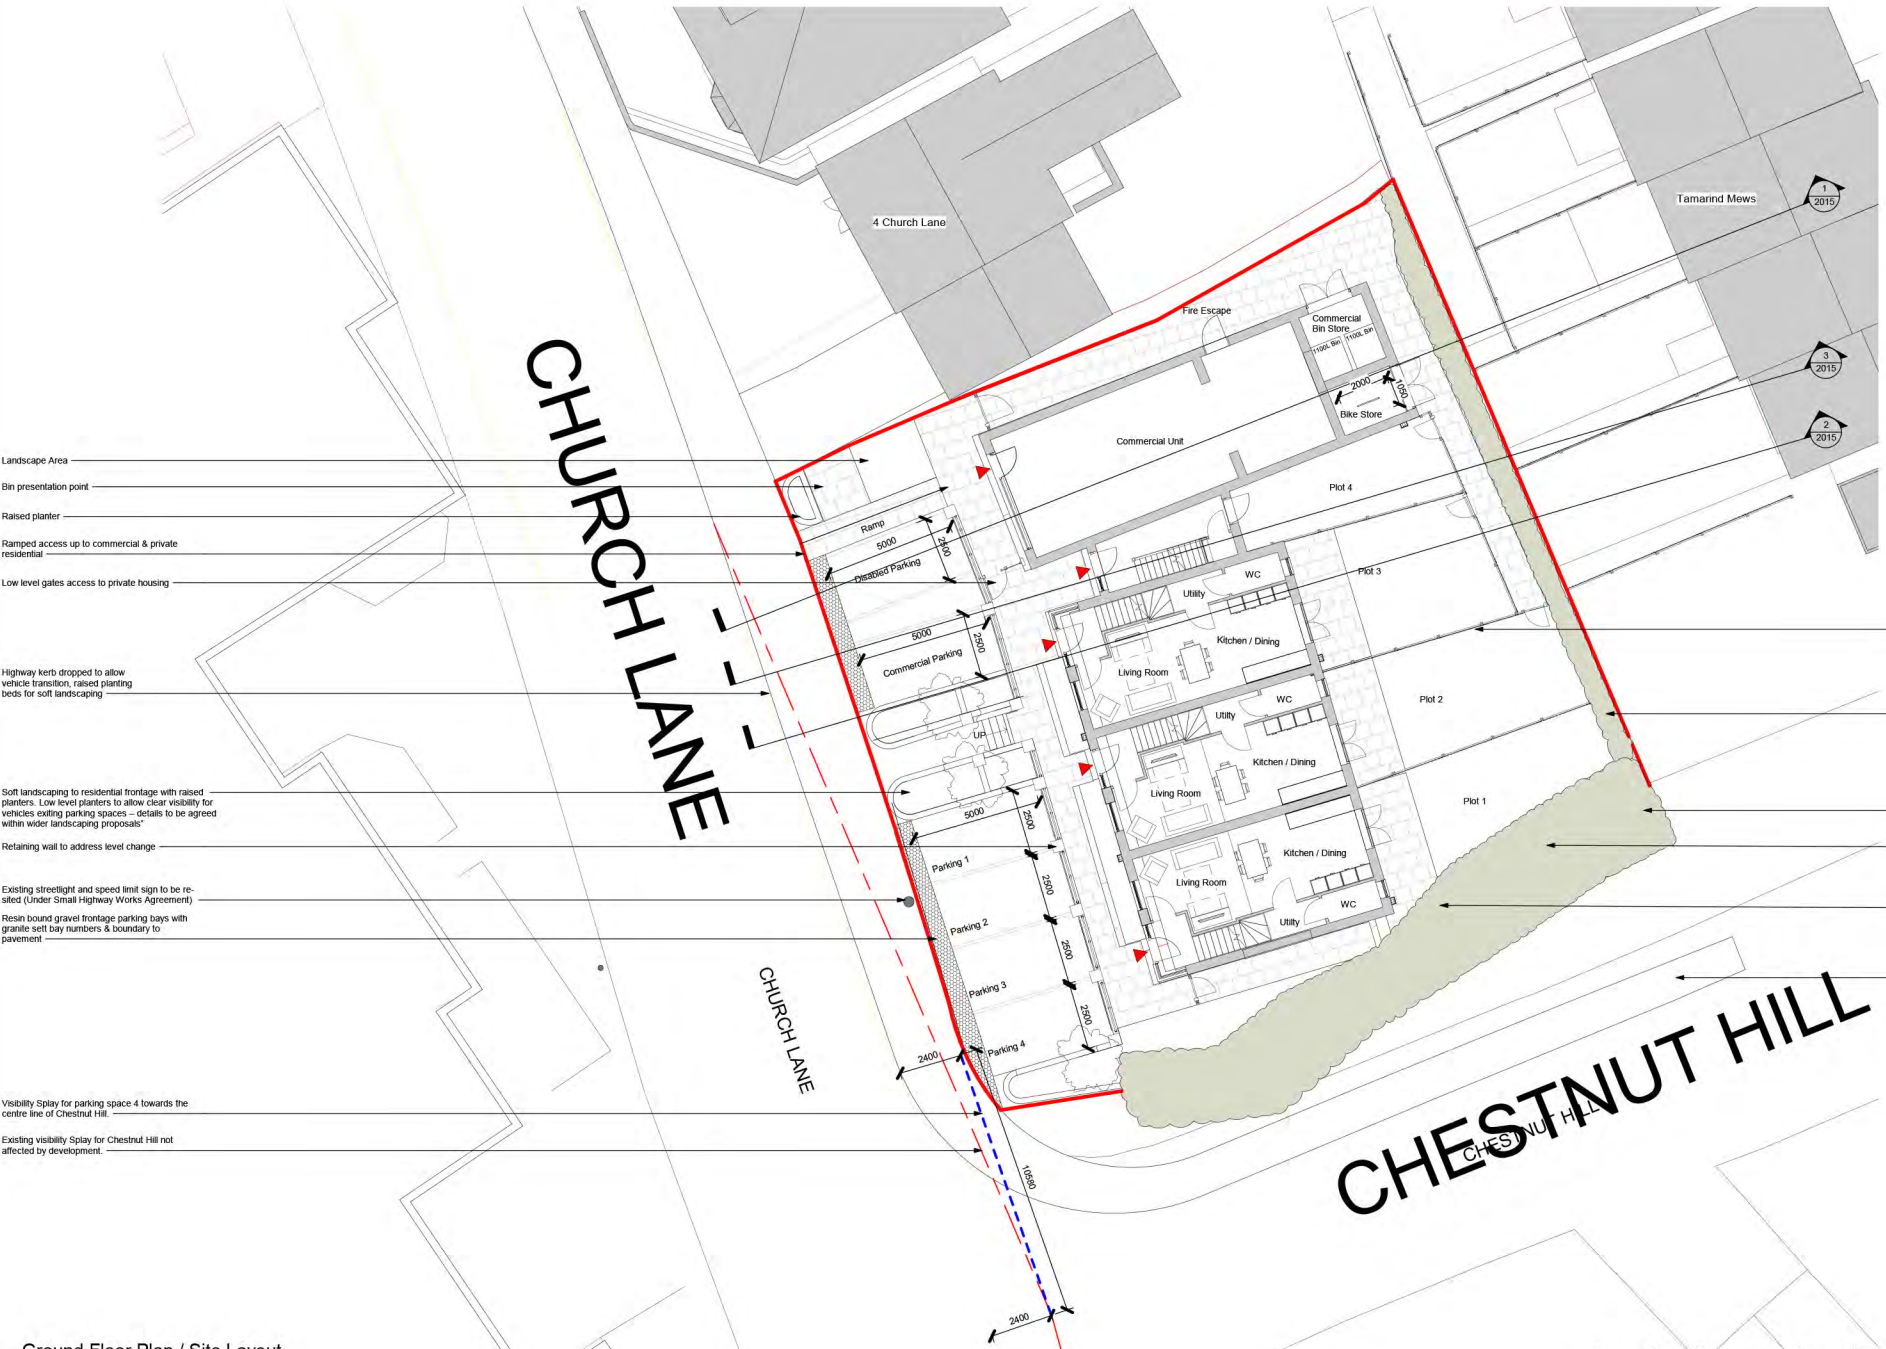 Landscape Area
Bin presentation point
Raised planter
Ramped access up to commercial & private
residential
Low level gates access to private housing
Highway kerb dropped to allow
vehicle transition, raised planting
beds for soft landscaping
Soft landscaping to residential frontage with raised
planters. Low level planters to allow clear visibility for
vehicles exiting parking spaces – details to be agreed
within wider landscaping proposals"
Retaining wall to address level change
Existing streetlight and speed limit sign to be re-
sited (Under Small Highway Works Agreement)
Resin bound gravel frontage parking bays with
granite sett bay numbers & boundary to
pavement
Visibility Splay for parking space 4 towards the
centre line of Chestnut Hill.
Existing visibility Splay for Chestnut Hill not
affected by development.
Ground Floor Plan / Site Layout
CHURCH LANE
CHURCH LANE
4 Church Lane
Tamarind Mews
1
2015
3
2015
2
2015
Fire Escape
Commercial
Bin Store
1100L Bin
1100L Bin
2000
1050
Bike Store
Commercial Unit
Ramp
5000
2500
Disabled Parking
5000
2500
Commercial Parking
UP
5000
2500
Parking 1
2500
Parking 2
2500
Parking 3
2500
Parking 4
2400
10580
2400
Plot 4
Plot 3
Plot 2
Plot 1
WC
Utility
Kitchen / Dining
Living Room
WC
Utilty
Kitchen / Dining
Living Room
Kitchen / Dining
Living Room
WC
Utilty
CHESTNUT HILL
CHESTNUT HILL